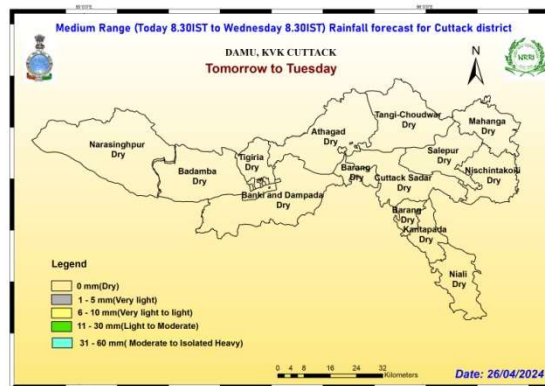 Medium Range (Today 8.30IST to Wednesday 8.30IST) Rainfall forecast for Cuttack district
DAMU, KVK CUTTACK
Tomorrow to Tuesday
N
NRRI
Narasinghpur
Dry
Badamba
Dry
Tigiria
Dry
Athagad
Dry
Tangi-Choudwar
Dry
Mahanga
Dry
Salepur
Dry
Nischintakoili
Dry
Barang
Dry
Cuttack Sadar
Dry
Banki and Dampada
Dry
Barang
Dry
Kantapada
Dry
Niali
Dry
Legend
0 mm(Dry)
1 - 5 mm(Very light)
6 - 10 mm(Very light to light)
11 - 30 mm(Light to Moderate)
31 - 60 mm( Moderate to Isolated Heavy)
0 4 8 16 24 32
Kilometers
Date: 26/04/2024